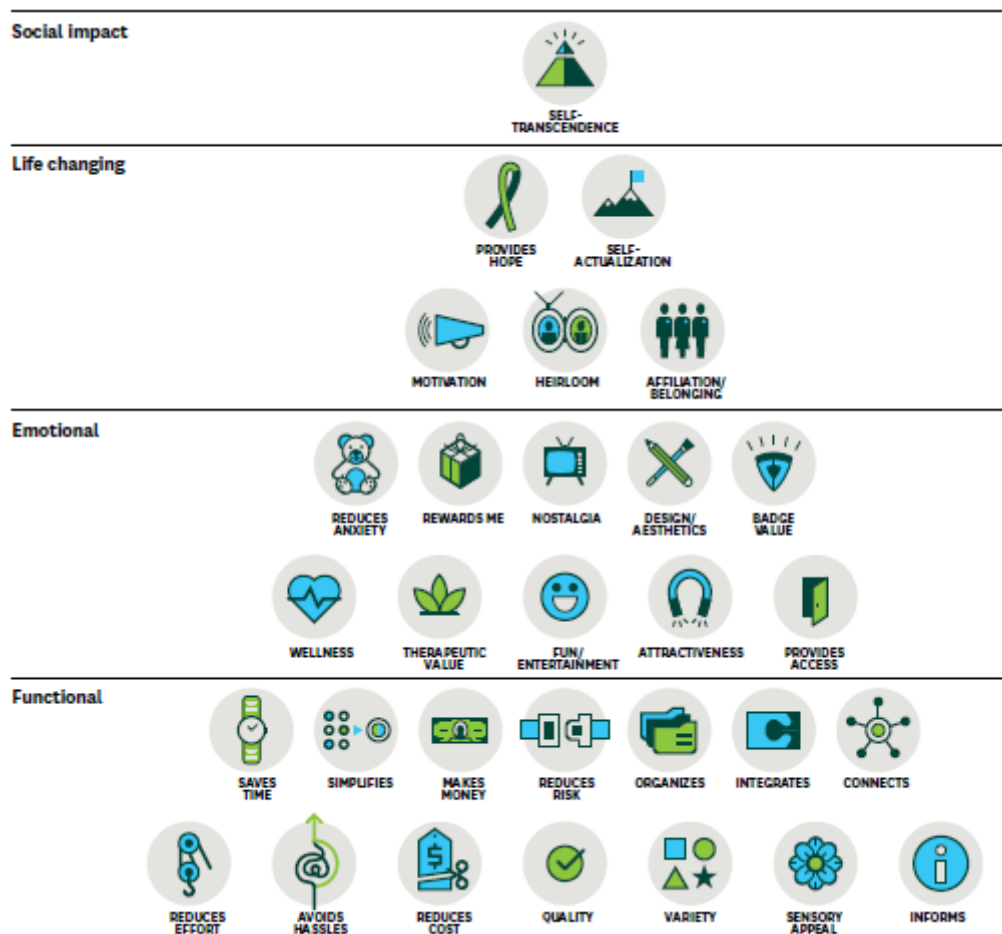 Social impact
SELF-
TRANSCENDENCE
Life changing
PROVIDES
HOPE
SELF-
ACTUALIZATION
MOTIVATION
HEIRLOOM
AFFILIATION/
BELONGING
Emotional
REDUCES
ANXIETY
REWARDS ME
NOSTALGIA
DESIGN/
AESTHETICS
BADGE
VALUE
WELLNESS
THERAPEUTIC
VALUE
FUN/
ENTERTAINMENT
ATTRACTIVENESS
PROVIDES
ACCESS
Functional
SAVES
TIME
SIMPLIFIES
MAKES
MONEY
REDUCES
RISK
ORGANIZES
INTEGRATES
CONNECTS
REDUCES
EFFORT
AVOIDS
HASSLES
$
REDUCES
COST
QUALITY
VARIETY
SENSORY
APPEAL
i
INFORMS